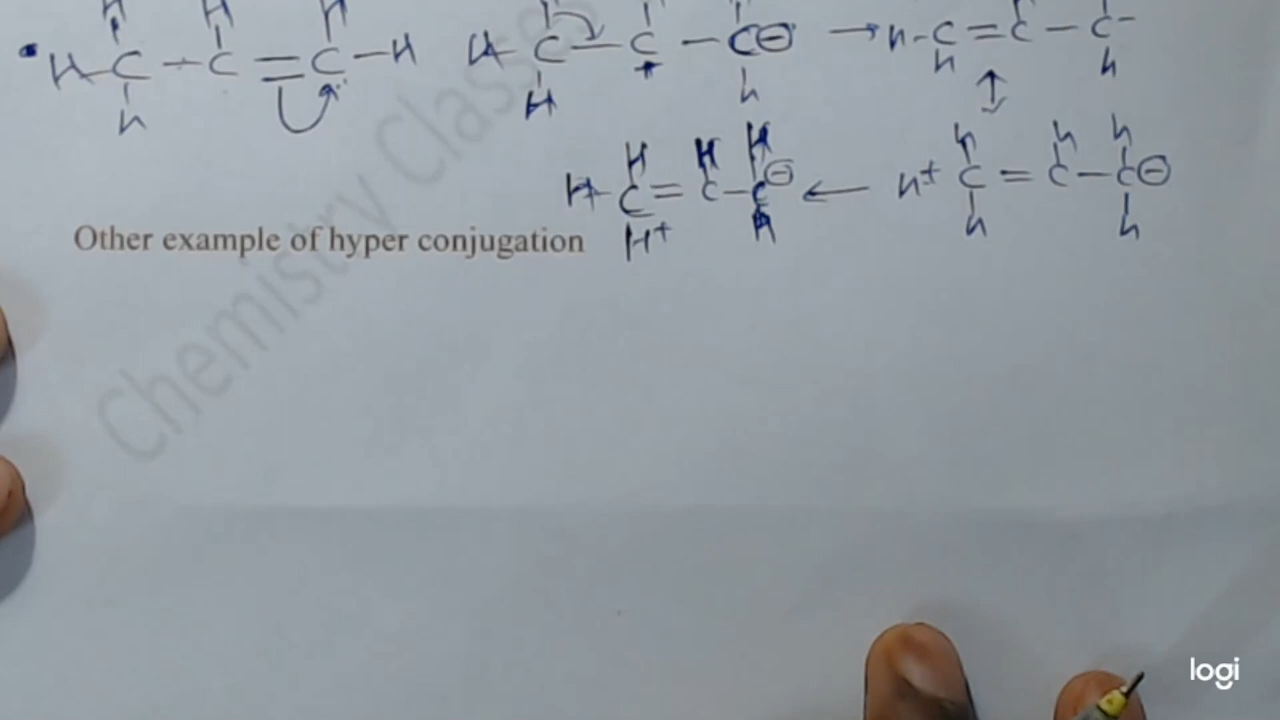 H H H
H-C-C=C-H H-C-C-C⊖ → H-C=C-C-
h + h h h
H ↕
H H H h h h
H-C=C-C⊖ ← H+ C=C-C⊖
H+ H h h
Other example of hyper conjugation
Chemistry Classes
logi